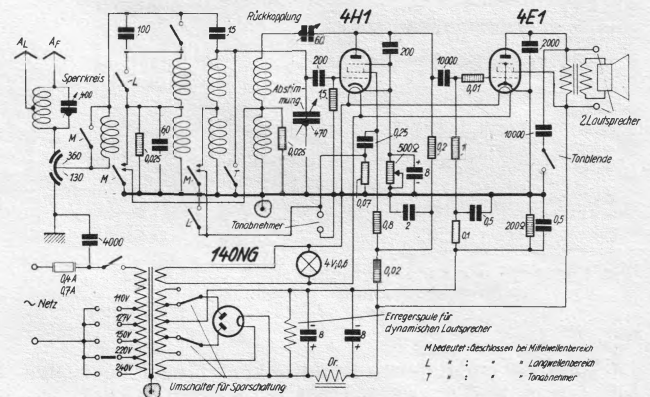 A_L A_F
Sperrkreis
400
360
130
4000
0,4A
0,7A
~ Netz
110V
127V
150V
220V
240V
100
15
L
M
0,025
60
M
M
T
L
Rückkopplung
60
200
Abstimmung
470
0,025
15
Tonabnehmer
4H1
200
0,25
500Ω
8
0,07
2
0,8
0,02
10000
0,2
0,01
1
0,5
0,1
4E1
2000
10000
2.Lautsprecher
Tonblende
200Ω
0,5
140NG
4V;0,6
Umschalter für Sparschaltung
Erregerspule für
dynamischen Lautsprecher
8
8
Dr.
M bedeutet: Geschlossen bei Mittelwellenbereich
L " : " " Langwellenbereich
T " : " " Tonabnehmer